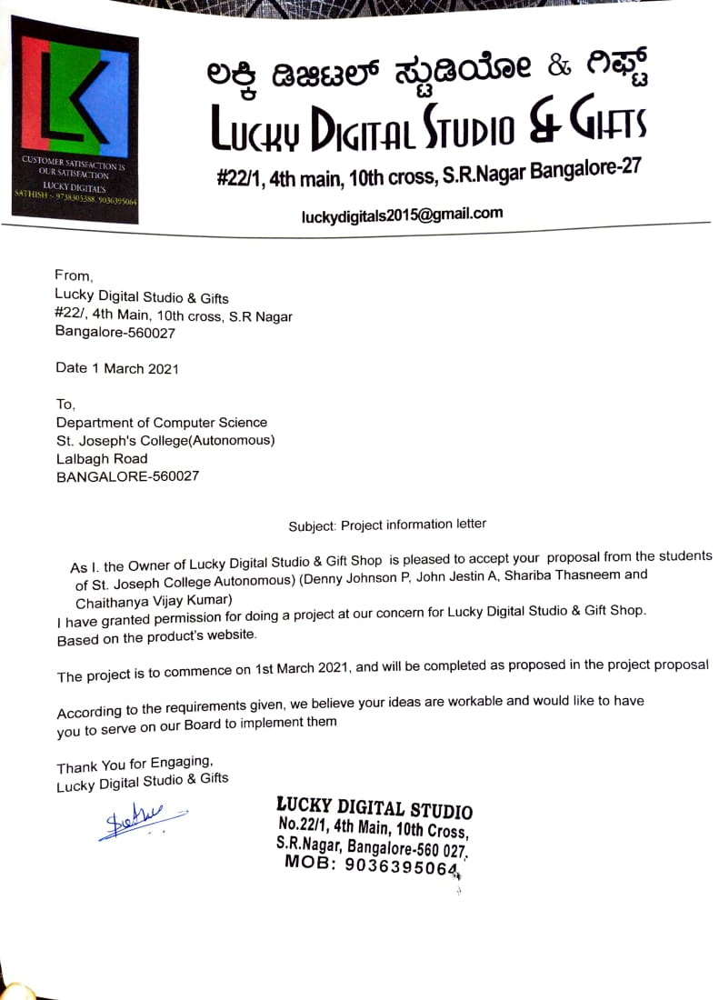 ಲಕ್ಕಿ ಡಿಜಿಟಲ್ ಸ್ಟುಡಿಯೋ & ಗಿಫ್ಟ್
LUCKY DIGITAL STUDIO & GIFTS
#22/1, 4th main, 10th cross, S.R.Nagar Bangalore-27
luckydigitals2015@gmail.com
LK
CUSTOMER SATISFACTION IS
OUR SATISFACTION
LUCKY DIGITALS
SATHISH :- 9738305388, 9036395064
From,
Lucky Digital Studio & Gifts
#22/, 4th Main, 10th cross, S.R Nagar
Bangalore-560027
Date 1 March 2021
To,
Department of Computer Science
St. Joseph's College(Autonomous)
Lalbagh Road
BANGALORE-560027
Subject: Project information letter
As I. the Owner of Lucky Digital Studio & Gift Shop is pleased to accept your proposal from the students
of St. Joseph College Autonomous) (Denny Johnson P, John Jestin A, Shariba Thasneem and
Chaithanya Vijay Kumar)
I have granted permission for doing a project at our concern for Lucky Digital Studio & Gift Shop.
Based on the product's website.
The project is to commence on 1st March 2021, and will be completed as proposed in the project proposal
According to the requirements given, we believe your ideas are workable and would like to have
you to serve on our Board to implement them
Thank You for Engaging,
Lucky Digital Studio & Gifts
LUCKY DIGITAL STUDIO
No.22/1, 4th Main, 10th Cross,
S.R.Nagar, Bangalore-560 027.
MOB: 9036395064